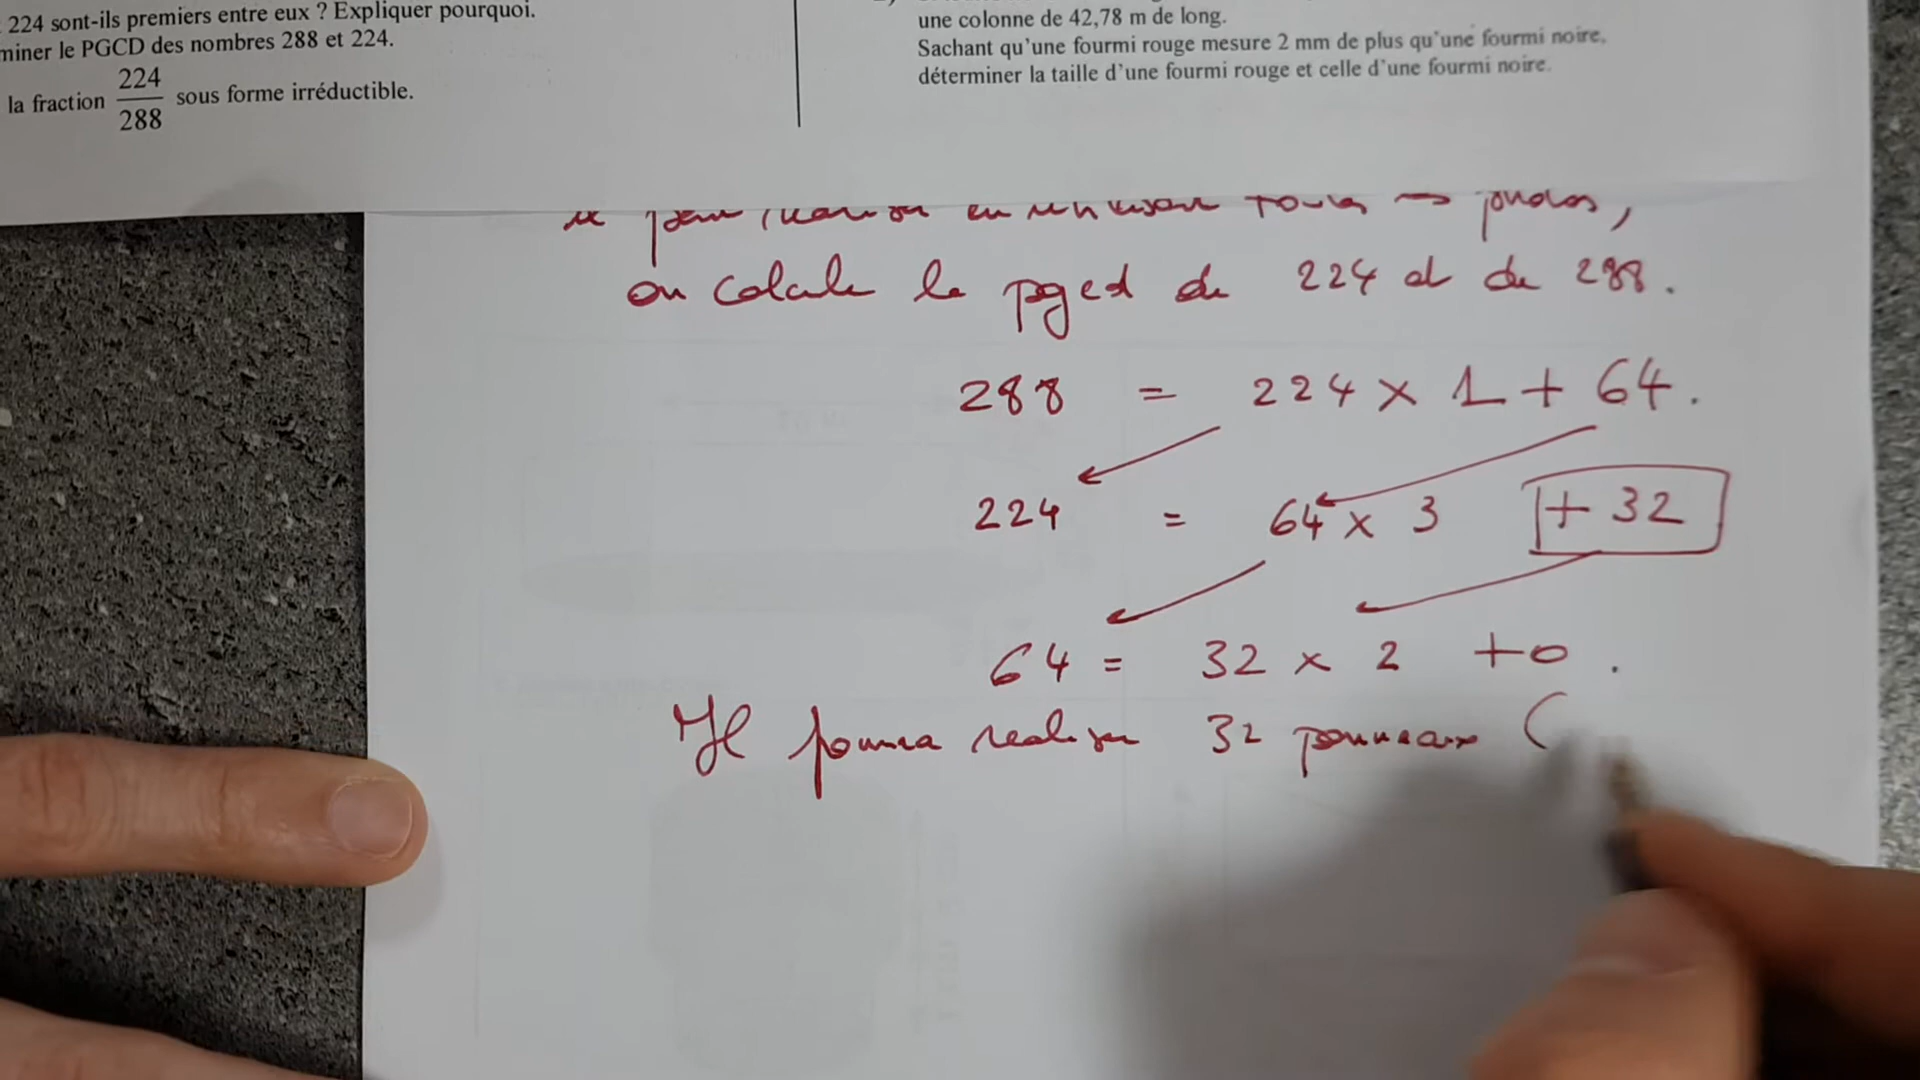 224 sont-ils premiers entre eux ? Expliquer pourquoi.
miner le PGCD des nombres 288 et 224.
la fraction 224/288 sous forme irréductible.
une colonne de 42,78 m de long.
Sachant qu'une fourmi rouge mesure 2 mm de plus qu'une fourmi noire,
déterminer la taille d'une fourmi rouge et celle d'une fourmi noire.
on calcule le pgcd de 224 et de 288.
288 = 224 × 1 + 64.
224 = 64 × 3 + 32
64 = 32 × 2 + 0.
Il pourra realiser 32 panneaux (